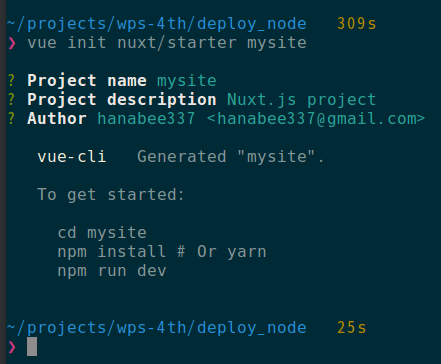 ~/projects/wps-4th/deploy_node 309s
❯ vue init nuxt/starter mysite
? Project name mysite
? Project description Nuxt.js project
? Author hanabee337 <hanabee337@gmail.com>
vue-cli Generated "mysite".
To get started:
cd mysite
npm install # Or yarn
npm run dev
~/projects/wps-4th/deploy_node 25s
❯